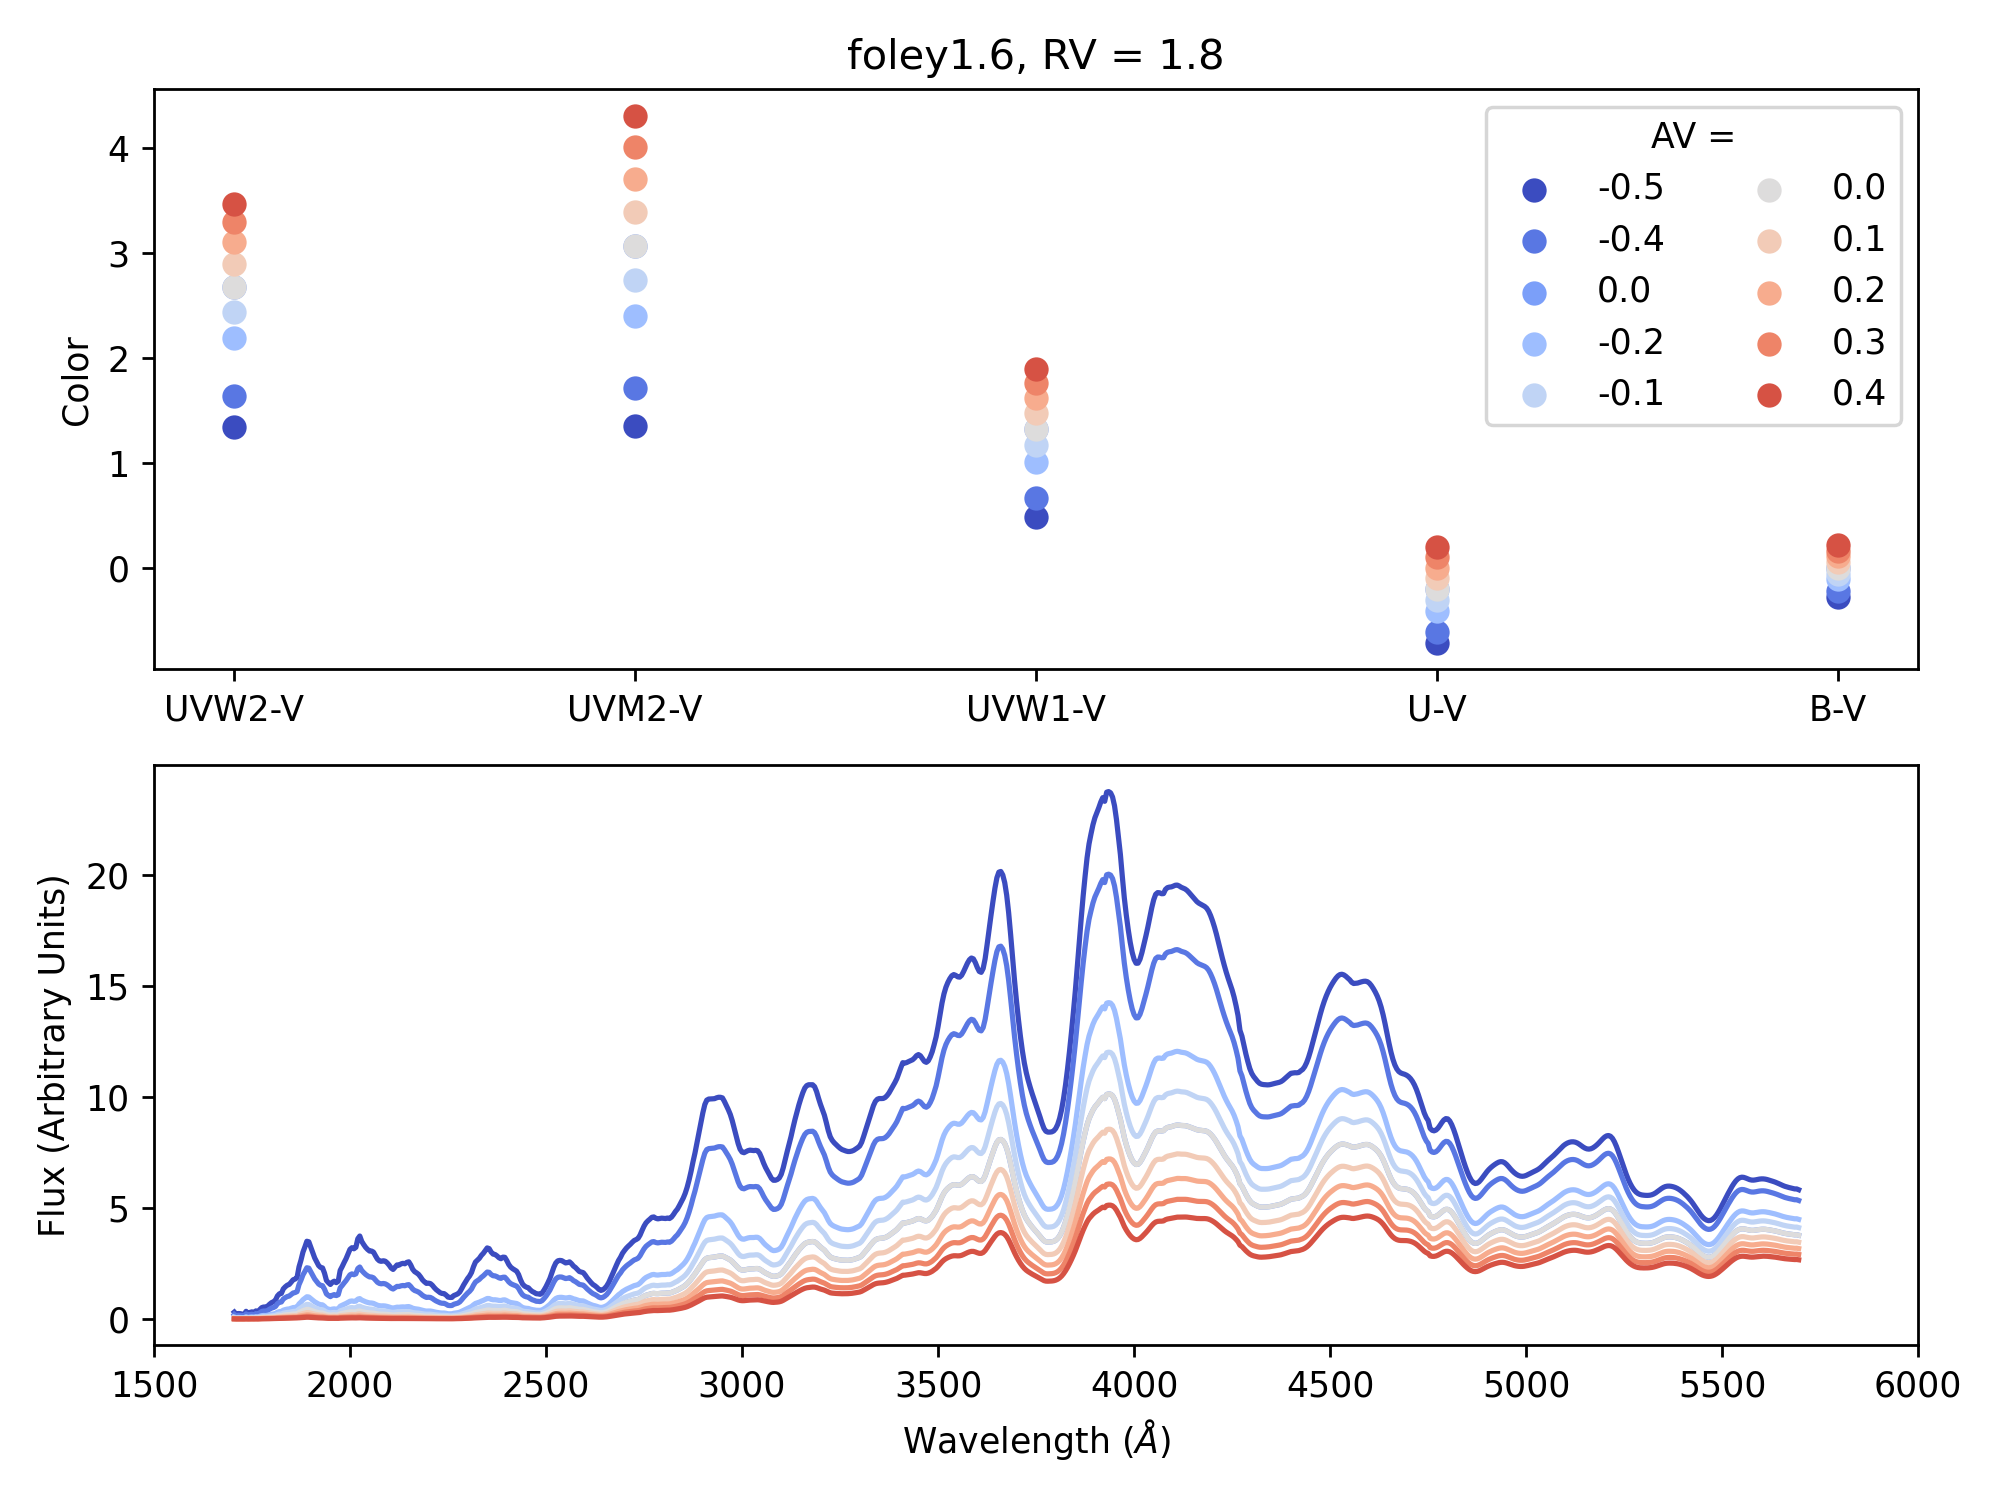 foley1.6, RV = 1.8
Color
4
3
2
1
0
AV =
-0.5
-0.4
0.0
-0.2
-0.1
0.0
0.1
0.2
0.3
0.4
UVW2-V UVM2-V UVW1-V U-V B-V
Flux (Arbitrary Units)
20
15
10
5
0
1500 2000 2500 3000 3500 4000 4500 5000 5500 6000
Wavelength (Å)